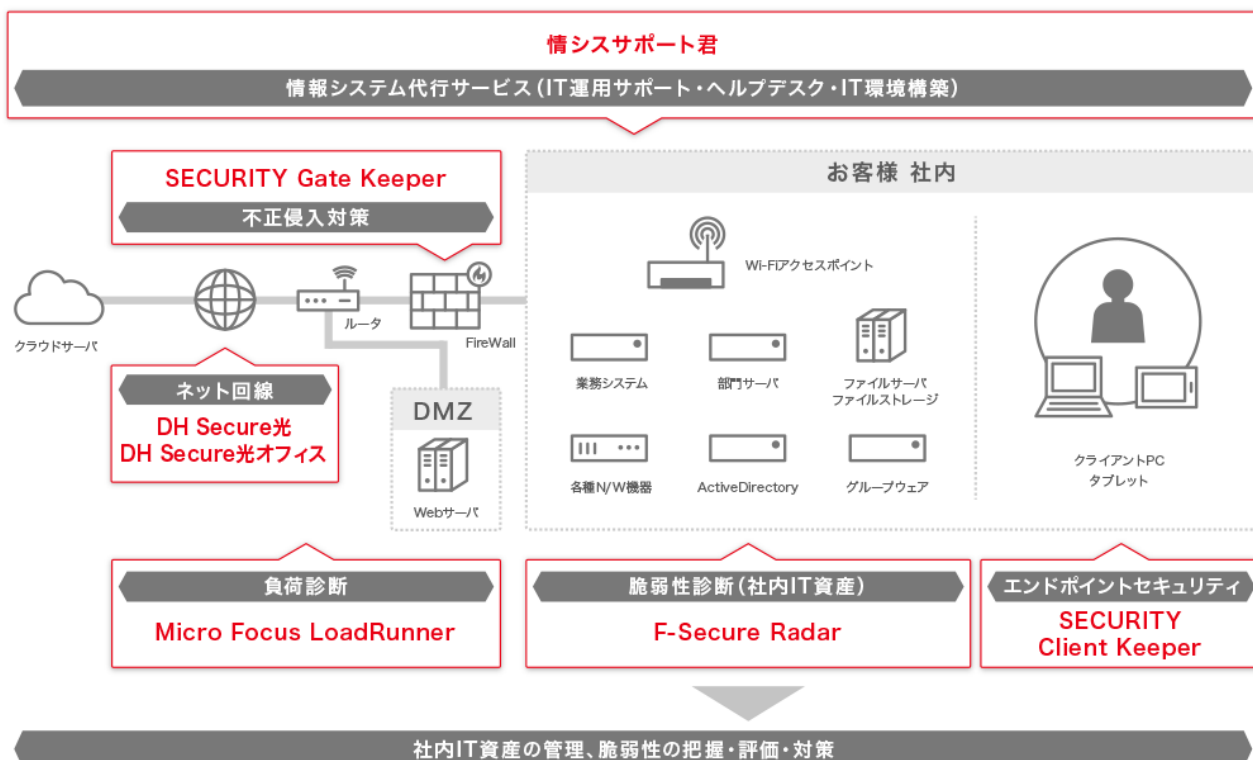 情シスサポート君
情報システム代行サービス（IT運用サポート・ヘルプデスク・IT環境構築）
SECURITY Gate Keeper
不正侵入対策
お客様 社内
Wi-Fiアクセスポイント
クラウドサーバ
ルータ
FireWall
業務システム
部門サーバ
ファイルサーバ
ファイルストレージ
ネット回線
DH Secure光
DH Secure光オフィス
DMZ
Webサーバ
各種N/W機器
ActiveDirectory
グループウェア
クライアントPC
タブレット
負荷診断
Micro Focus LoadRunner
脆弱性診断（社内IT資産）
F-Secure Radar
エンドポイントセキュリティ
SECURITY
Client Keeper
社内IT資産の管理、脆弱性の把握・評価・対策